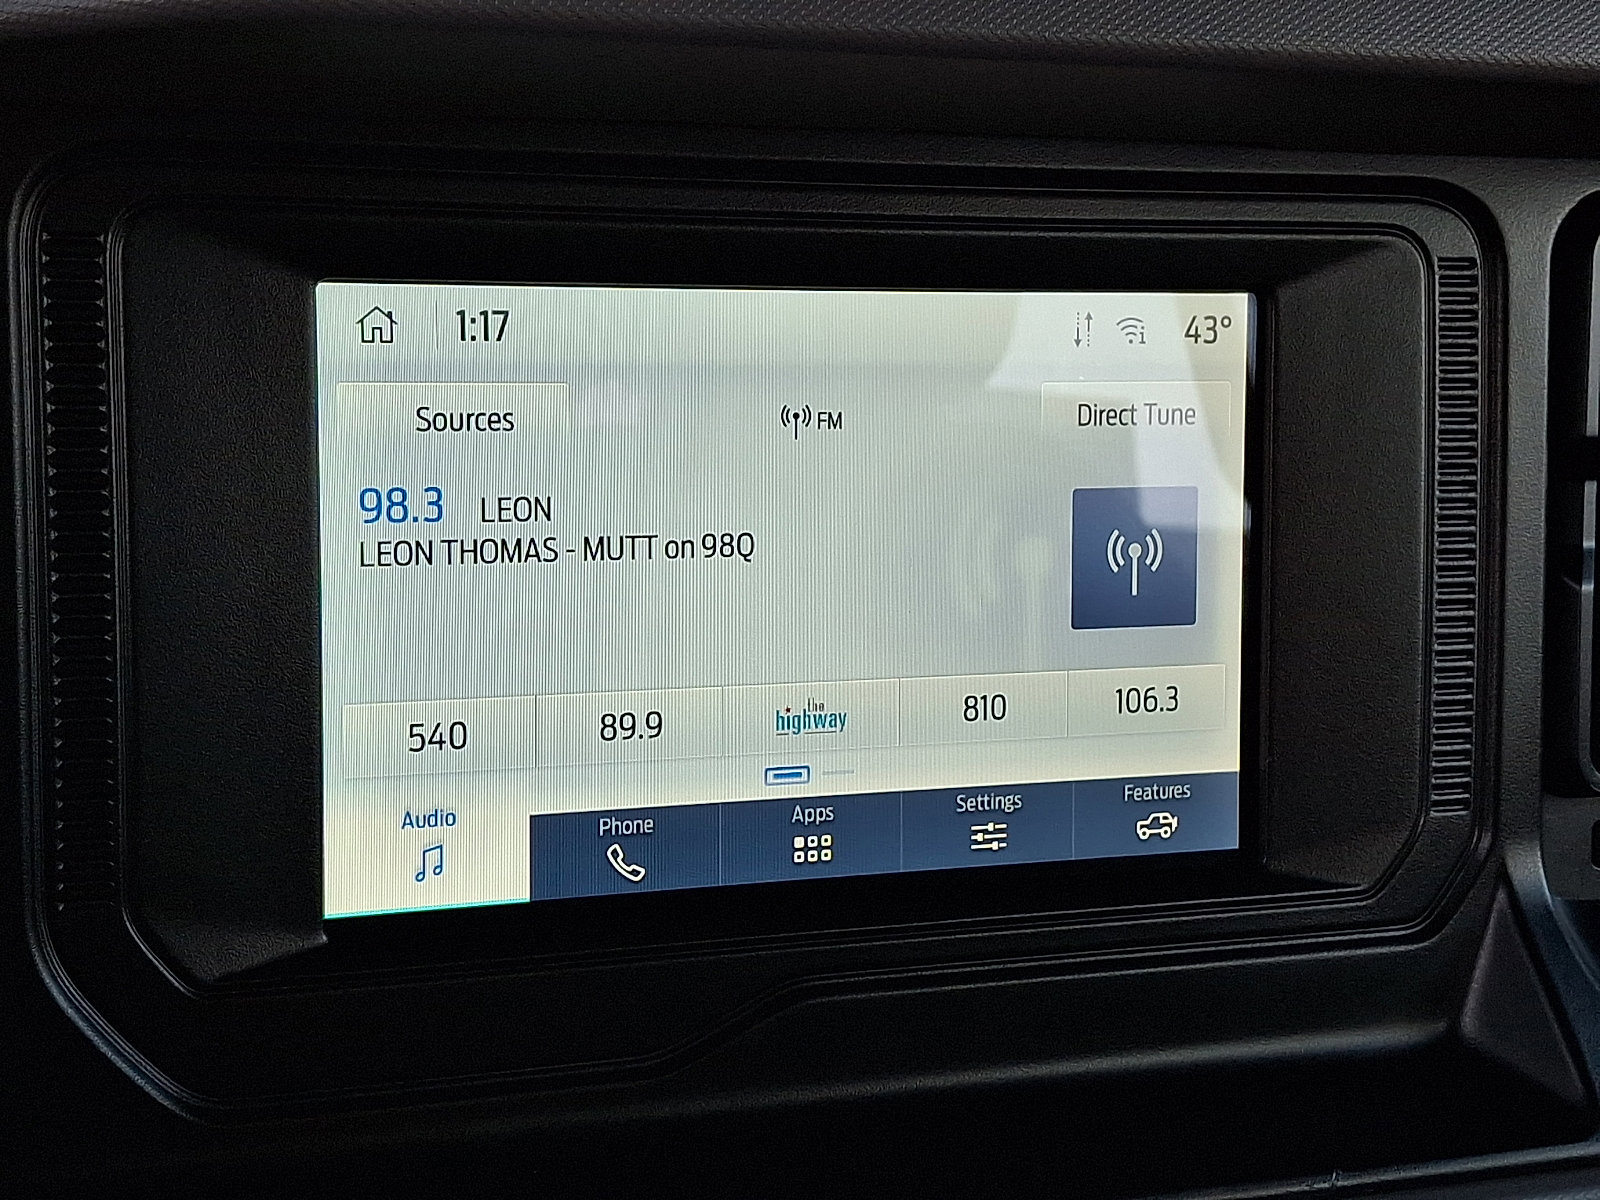 1:17 43°
Sources FM Direct Tune
98.3 LEON
LEON THOMAS - MUTT on 98Q
540 89.9 the highway 810 106.3
Audio Phone Apps Settings Features